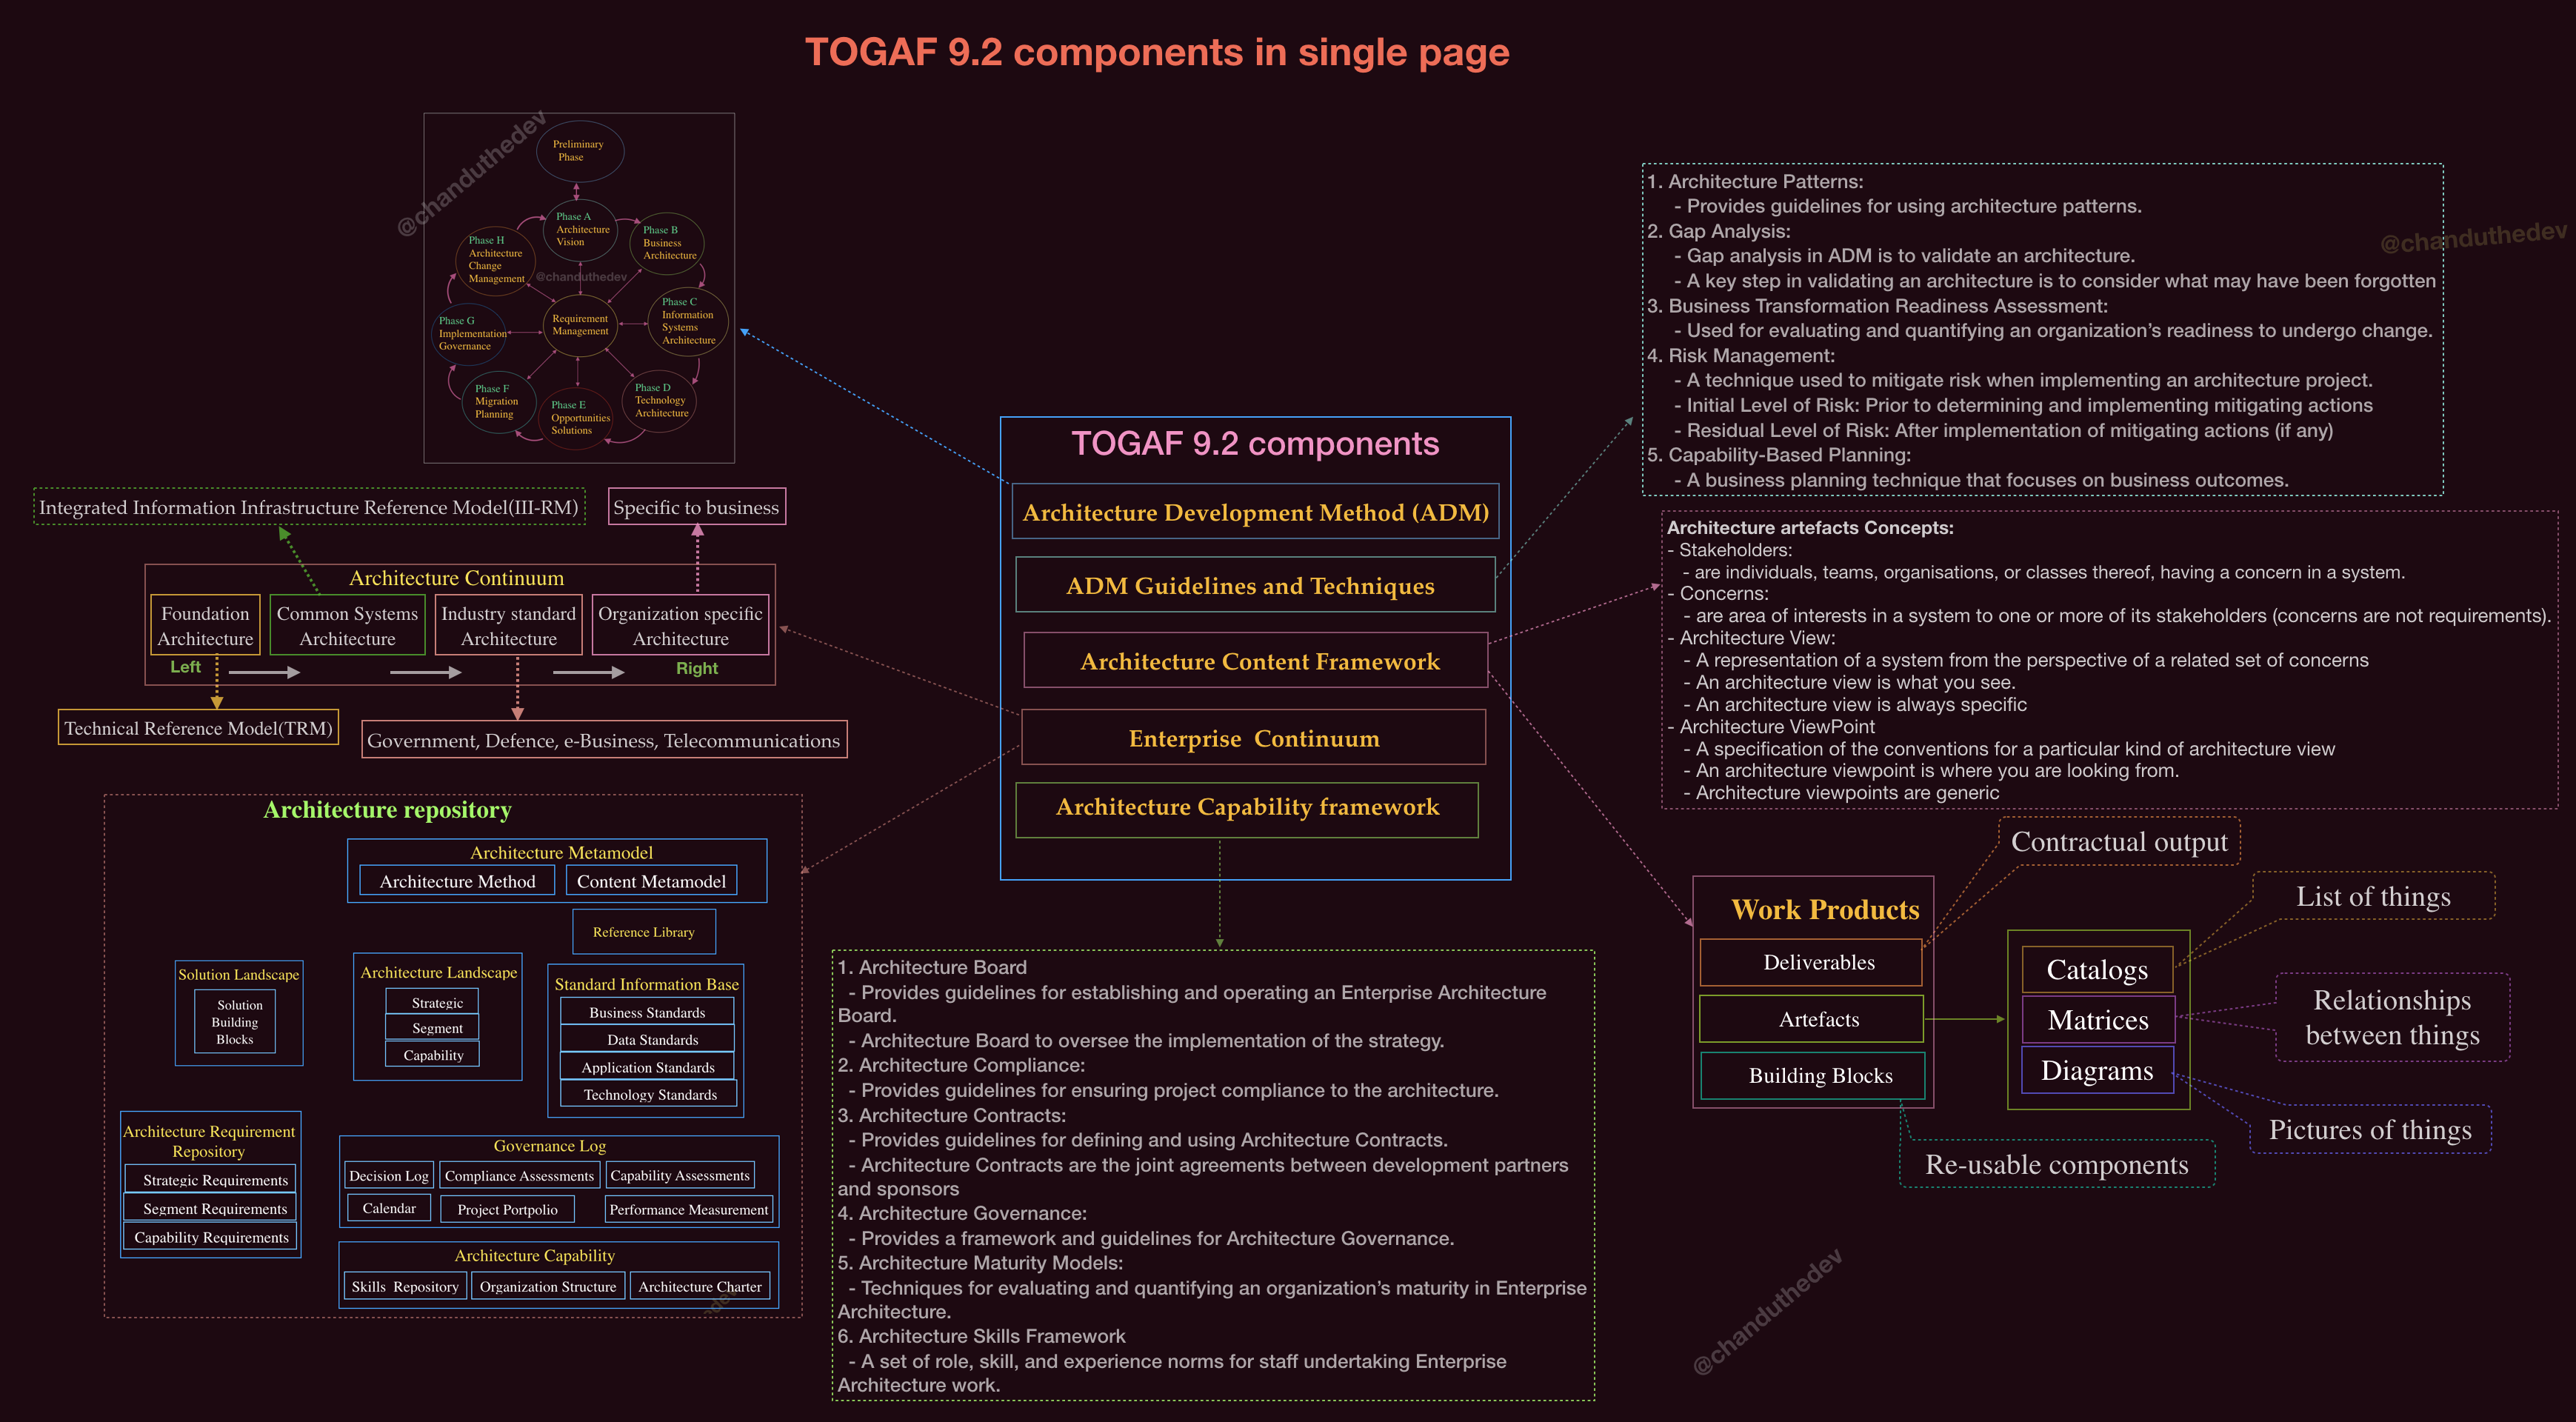 TOGAF 9.2 components in single page
@chanduthedev
Preliminary
Phase
Phase A
Architecture
Vision
Phase B
Business
Architecture
Phase H
Architecture
Change
Management
@chanduthedev
Phase C
Information
Systems
Architecture
Requirement
Management
Phase G
Implementation
Governance
Phase F
Migration
Planning
Phase E
Opportunities
Solutions
Phase D
Technology
Architecture
Integrated Information Infrastructure Reference Model(III-RM)
Specific to business
Architecture Continuum
Foundation
Architecture
Common Systems
Architecture
Industry standard
Architecture
Organization specific
Architecture
Left
Right
Technical Reference Model(TRM)
Government, Defence, e-Business, Telecommunications
Architecture repository
Architecture Metamodel
Architecture Method
Content Metamodel
Reference Library
Solution Landscape
Solution
Building
Blocks
Architecture Landscape
Strategic
Segment
Capability
Standard Information Base
Business Standards
Data Standards
Application Standards
Technology Standards
Architecture Requirement
Repository
Strategic Requirements
Segment Requirements
Capability Requirements
Governance Log
Decision Log
Compliance Assessments
Capability Assessments
Calendar
Project Portpolio
Performance Measurement
Architecture Capability
Skills Repository
Organization Structure
Architecture Charter
edev
TOGAF 9.2 components
Architecture Development Method (ADM)
ADM Guidelines and Techniques
Architecture Content Framework
Enterprise Continuum
Architecture Capability framework
1. Architecture Board
- Provides guidelines for establishing and operating an Enterprise Architecture
Board.
- Architecture Board to oversee the implementation of the strategy.
2. Architecture Compliance:
- Provides guidelines for ensuring project compliance to the architecture.
3. Architecture Contracts:
- Provides guidelines for defining and using Architecture Contracts.
- Architecture Contracts are the joint agreements between development partners
and sponsors
4. Architecture Governance:
- Provides a framework and guidelines for Architecture Governance.
5. Architecture Maturity Models:
- Techniques for evaluating and quantifying an organization's maturity in Enterprise
Architecture.
6. Architecture Skills Framework
- A set of role, skill, and experience norms for staff undertaking Enterprise
Architecture work.
1. Architecture Patterns:
- Provides guidelines for using architecture patterns.
2. Gap Analysis:
- Gap analysis in ADM is to validate an architecture.
- A key step in validating an architecture is to consider what may have been forgotten
3. Business Transformation Readiness Assessment:
- Used for evaluating and quantifying an organization's readiness to undergo change.
4. Risk Management:
- A technique used to mitigate risk when implementing an architecture project.
- Initial Level of Risk: Prior to determining and implementing mitigating actions
- Residual Level of Risk: After implementation of mitigating actions (if any)
5. Capability-Based Planning:
- A business planning technique that focuses on business outcomes.
@chanduthedev
Architecture artefacts Concepts:
- Stakeholders:
- are individuals, teams, organisations, or classes thereof, having a concern in a system.
- Concerns:
- are area of interests in a system to one or more of its stakeholders (concerns are not requirements).
- Architecture View:
- A representation of a system from the perspective of a related set of concerns
- An architecture view is what you see.
- An architecture view is always specific
- Architecture ViewPoint
- A specification of the conventions for a particular kind of architecture view
- An architecture viewpoint is where you are looking from.
- Architecture viewpoints are generic
Work Products
Deliverables
Artefacts
Building Blocks
Contractual output
Catalogs
Matrices
Diagrams
List of things
Relationships
between things
Pictures of things
Re-usable components
@chanduthedev